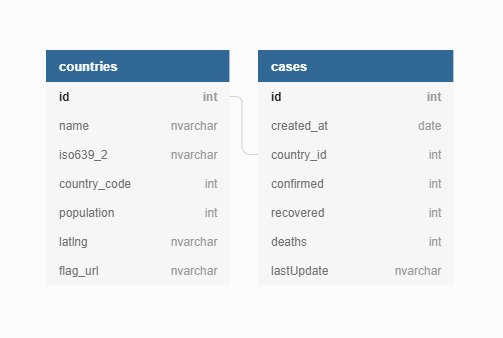 countries
id int
name nvarchar
iso639_2 nvarchar
country_code int
population int
latlng nvarchar
flag_url nvarchar
cases
id int
created_at date
country_id int
confirmed int
recovered int
deaths int
lastUpdate nvarchar